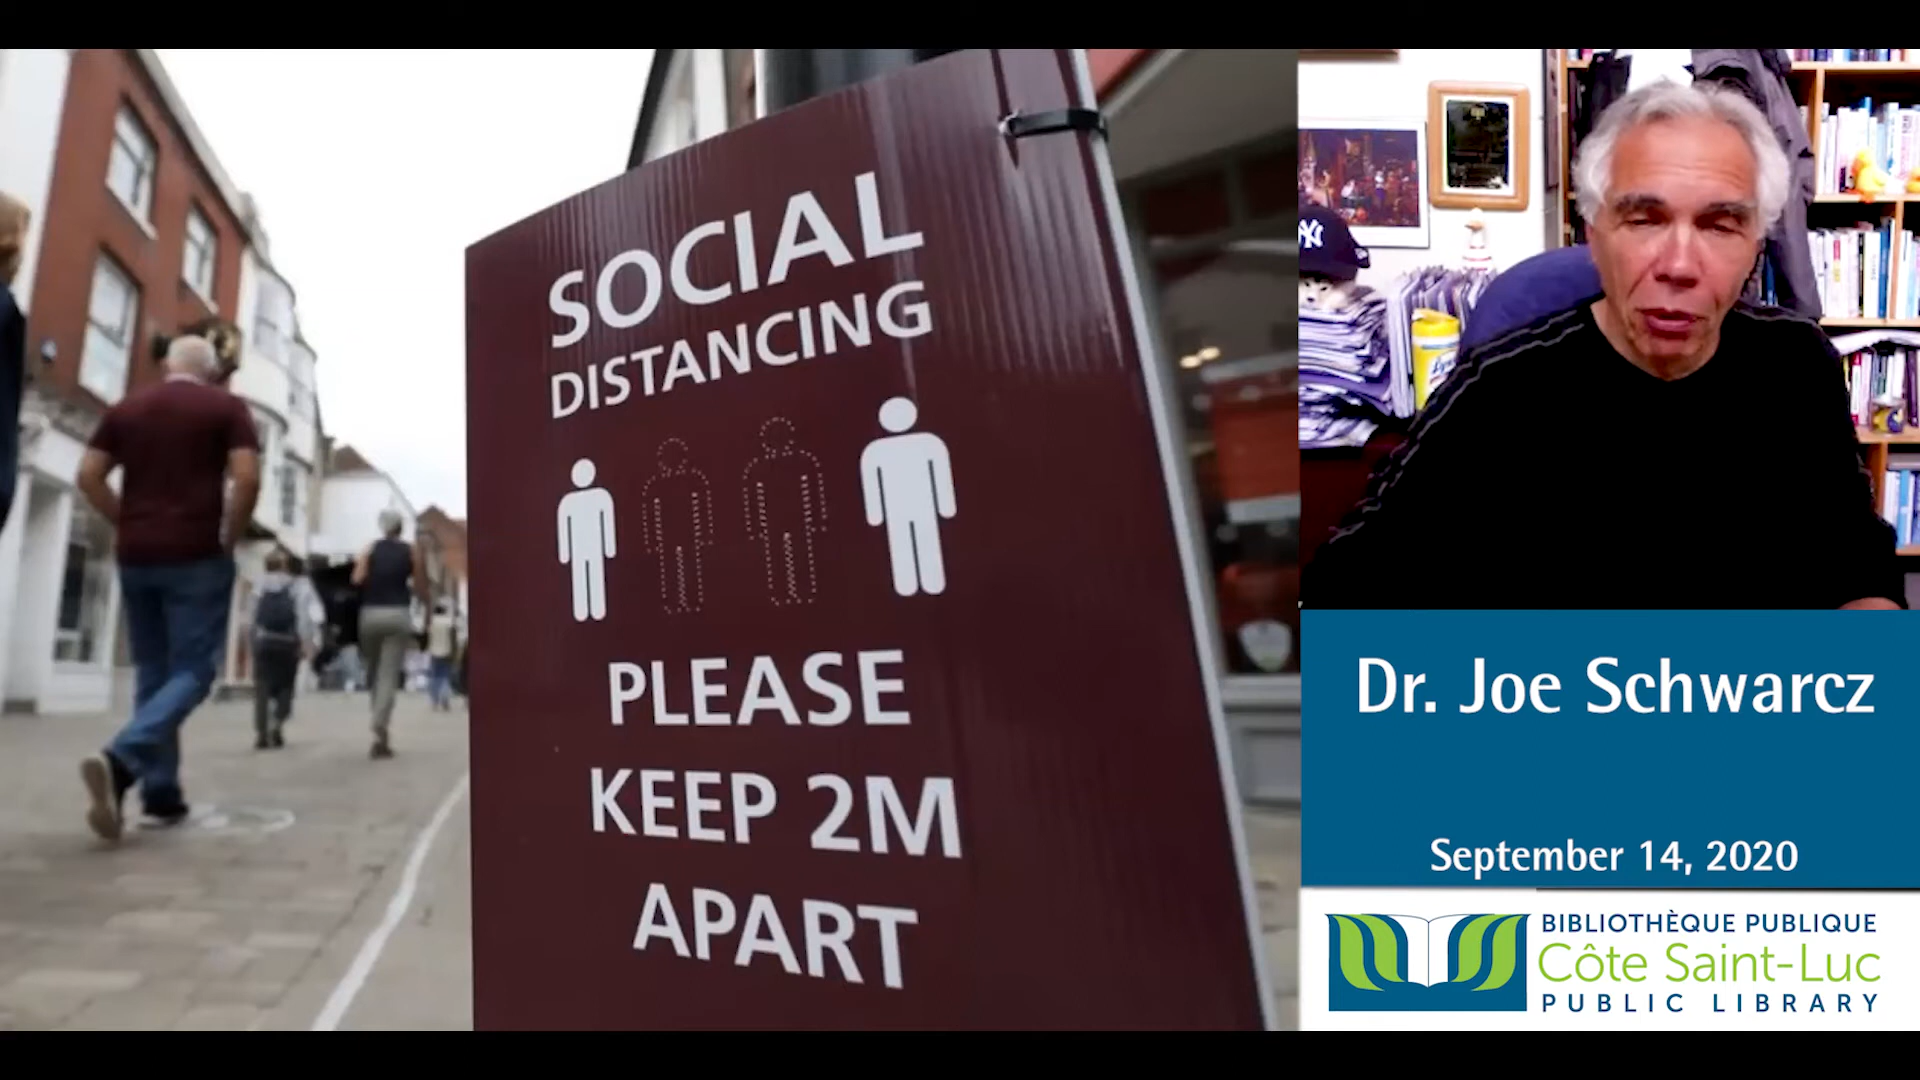 SOCIAL
DISTANCING
PLEASE
KEEP 2M
APART
NY
Dr. Joe Schwarcz
September 14, 2020
BIBLIOTHÈQUE PUBLIQUE
Côte Saint-Luc
PUBLIC LIBRARY